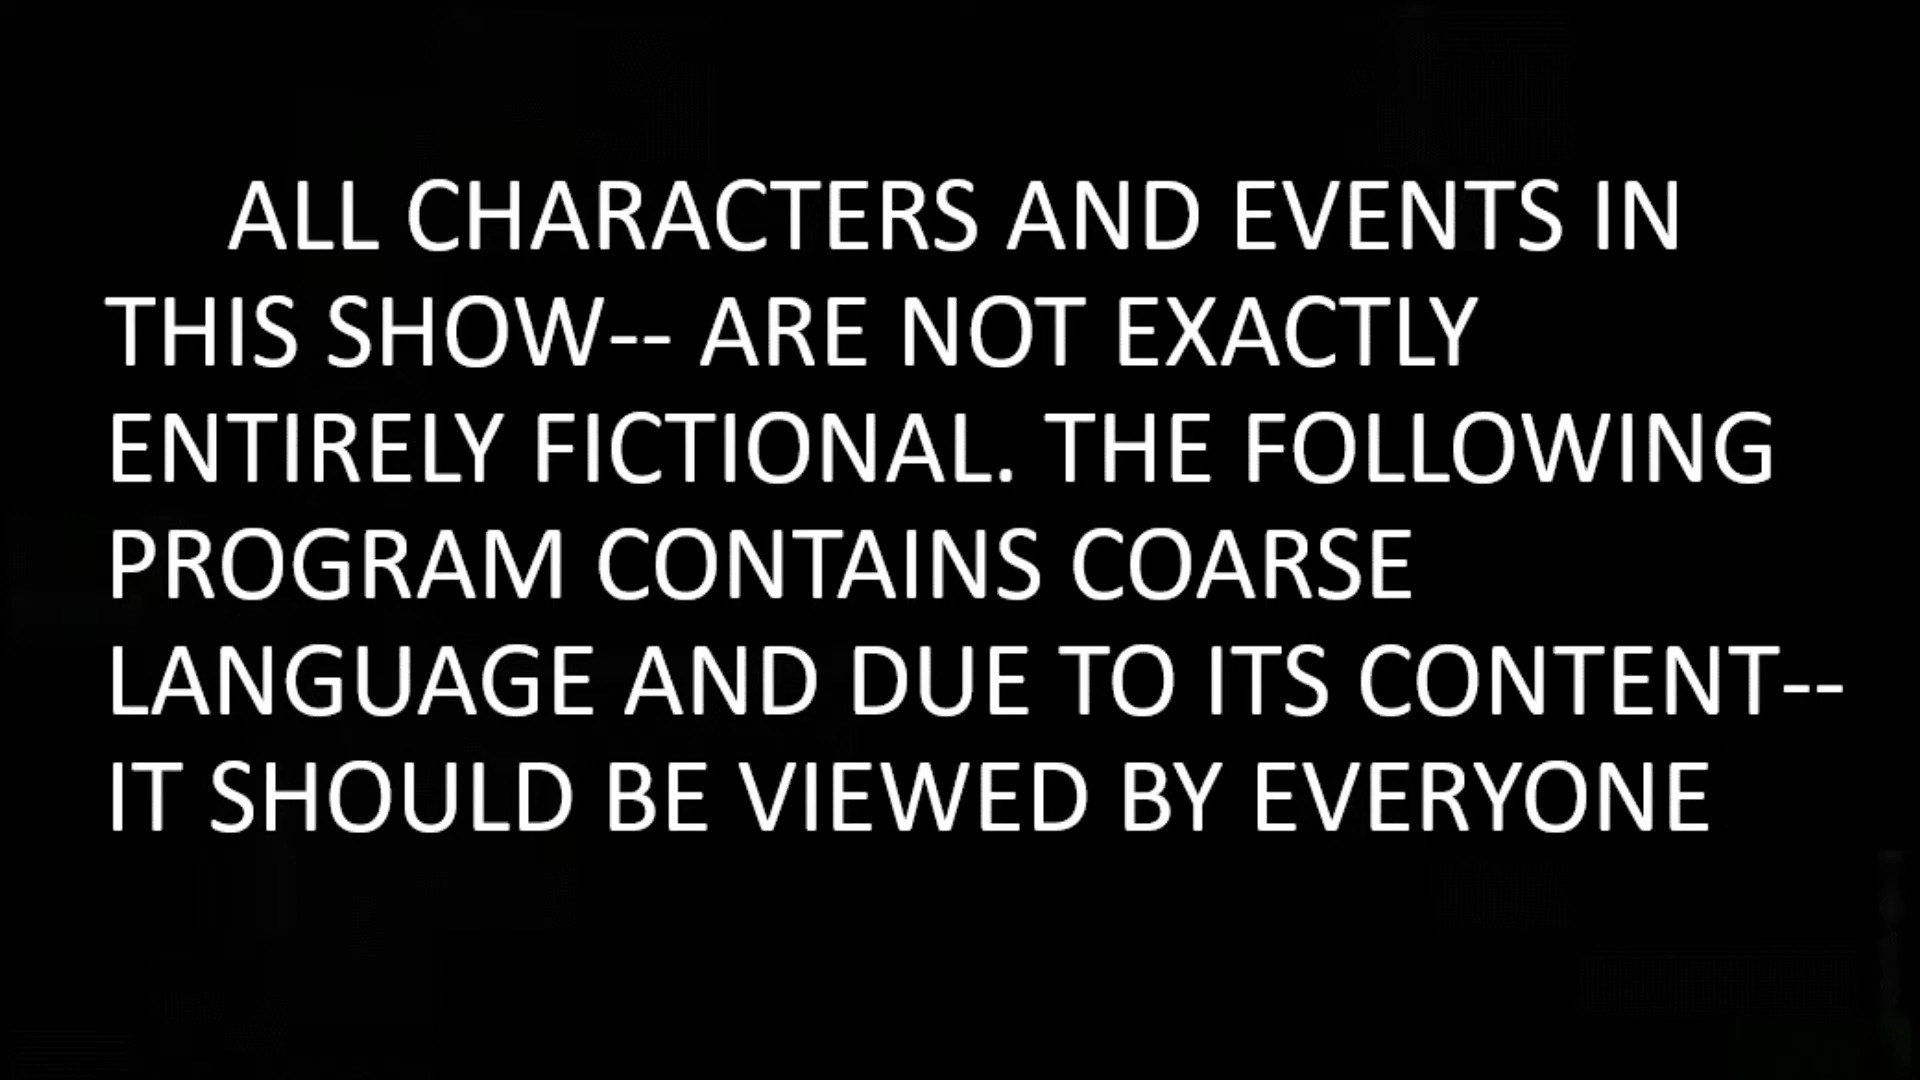 ALL CHARACTERS AND EVENTS IN
THIS SHOW-- ARE NOT EXACTLY
ENTIRELY FICTIONAL. THE FOLLOWING
PROGRAM CONTAINS COARSE
LANGUAGE AND DUE TO ITS CONTENT--
IT SHOULD BE VIEWED BY EVERYONE